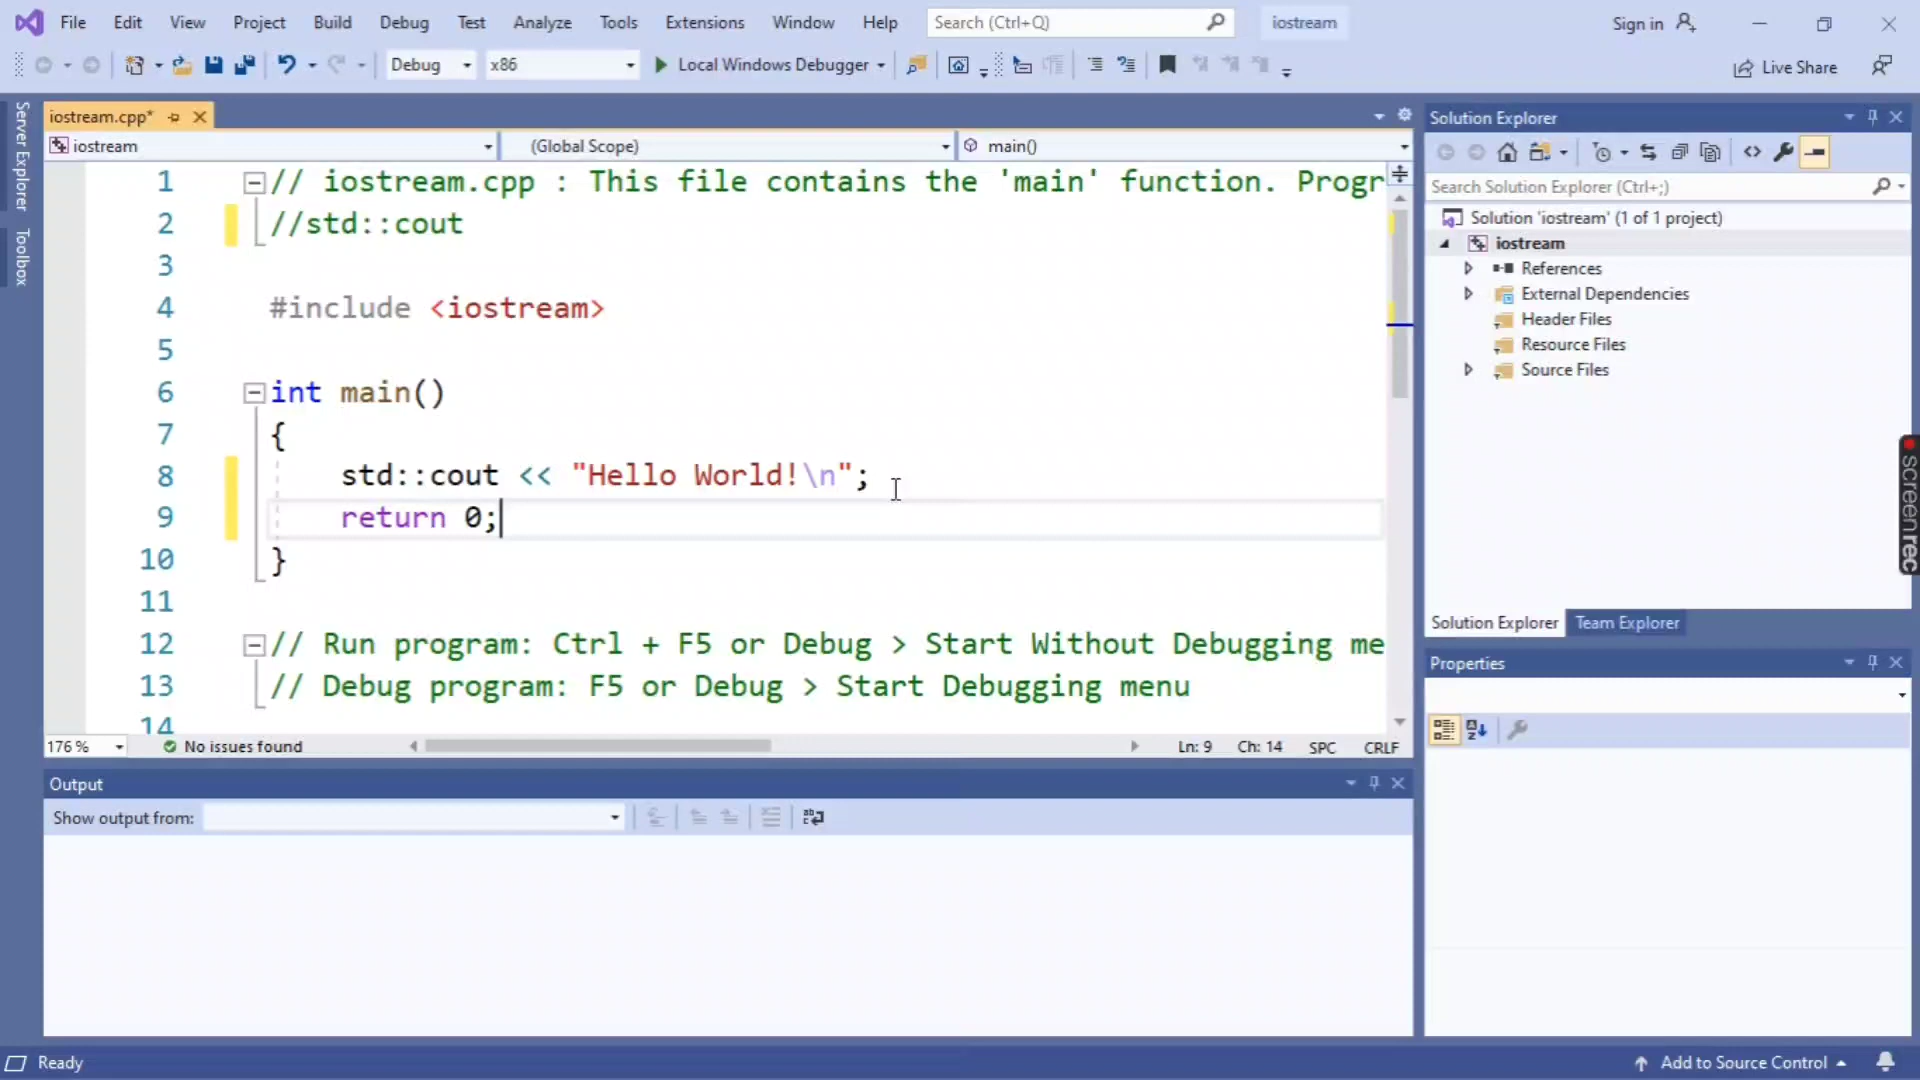 File Edit View Project Build Debug Test Analyze Tools Extensions Window Help Search (Ctrl+Q) iostream Sign in
Debug x86 Local Windows Debugger Live Share
Server Explorer
Toolbox
iostream.cpp*
iostream (Global Scope) main()
1 // iostream.cpp : This file contains the 'main' function. Progr
2 //std::cout
3
4 #include <iostream>
5
6 int main()
7 {
8 std::cout << "Hello World!\n";
9 return 0;
10 }
11
12 // Run program: Ctrl + F5 or Debug > Start Without Debugging me
13 // Debug program: F5 or Debug > Start Debugging menu
14
176 % No issues found Ln: 9 Ch: 14 SPC CRLF
Output
Show output from:
Solution Explorer
Search Solution Explorer (Ctrl+;)
Solution 'iostream' (1 of 1 project)
iostream
References
External Dependencies
Header Files
Resource Files
Source Files
Solution Explorer Team Explorer
Properties
screenrec
Ready Add to Source Control